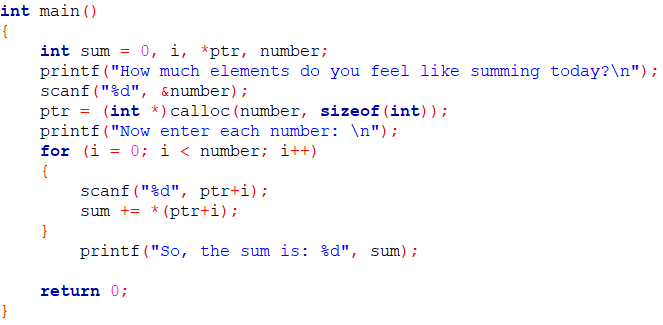 int main()
{
    int sum = 0, i, *ptr, number;
    printf("How much elements do you feel like summing today?\n");
    scanf("%d", &number);
    ptr = (int *)calloc(number, sizeof(int));
    printf("Now enter each number: \n");
    for (i = 0; i < number; i++)
    {
        scanf("%d", ptr+i);
        sum += *(ptr+i);
    }
        printf("So, the sum is: %d", sum);

    return 0;
}